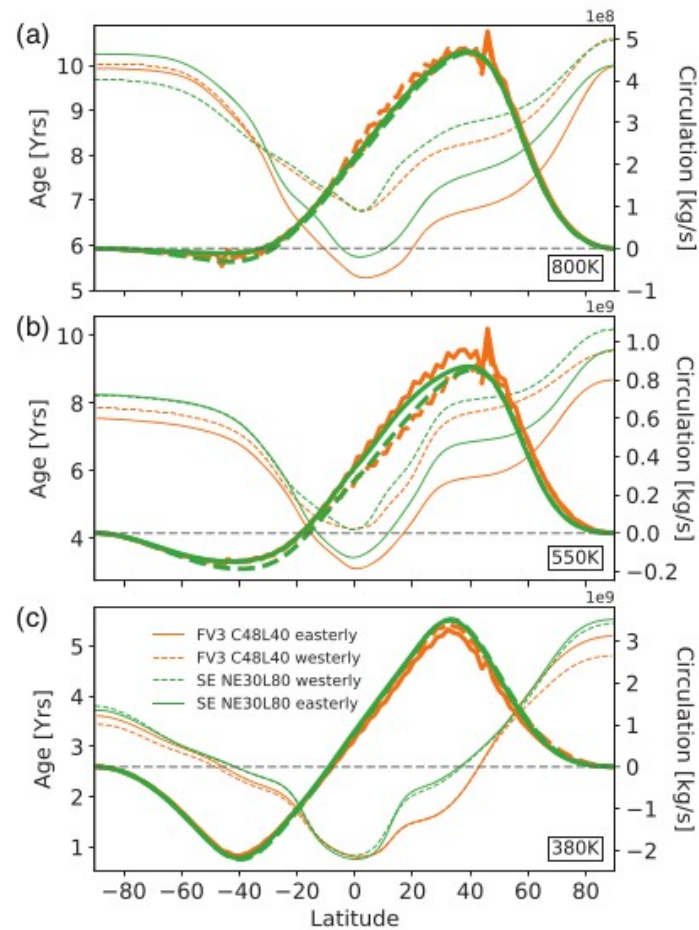 (a)
1e8
10
9
8
7
6
5
Age [Yrs]
5
4
3
2
1
0
−1
Circulation [kg/s]
800K
(b)
1e9
10
8
6
4
Age [Yrs]
1.0
0.8
0.6
0.4
0.2
0.0
−0.2
Circulation [kg/s]
550K
(c)
1e9
5
4
3
2
1
Age [Yrs]
FV3 C48L40 easterly
FV3 C48L40 westerly
SE NE30L80 westerly
SE NE30L80 easterly
3
2
1
0
−1
−2
Circulation [kg/s]
380K
−80 −60 −40 −20 0 20 40 60 80
Latitude